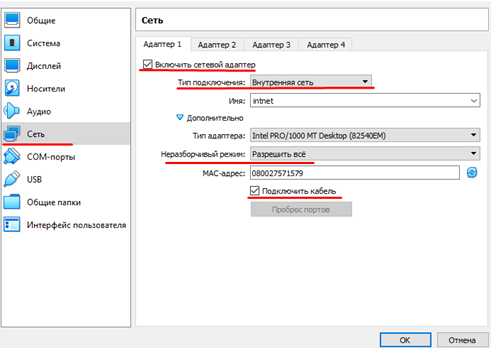 Общие
Система
Дисплей
Носители
Аудио
Сеть
COM-порты
USB
Общие папки
Интерфейс пользователя
Сеть
Адаптер 1 Адаптер 2 Адаптер 3 Адаптер 4
Включить сетевой адаптер
Тип подключения: Внутренняя сеть
Имя: intnet
Дополнительно
Тип адаптера: Intel PRO/1000 MT Desktop (82540EM)
Неразборчивый режим: Разрешить всё
MAC-адрес: 080027571579
Подключить кабель
Проброс портов
OK Отмена